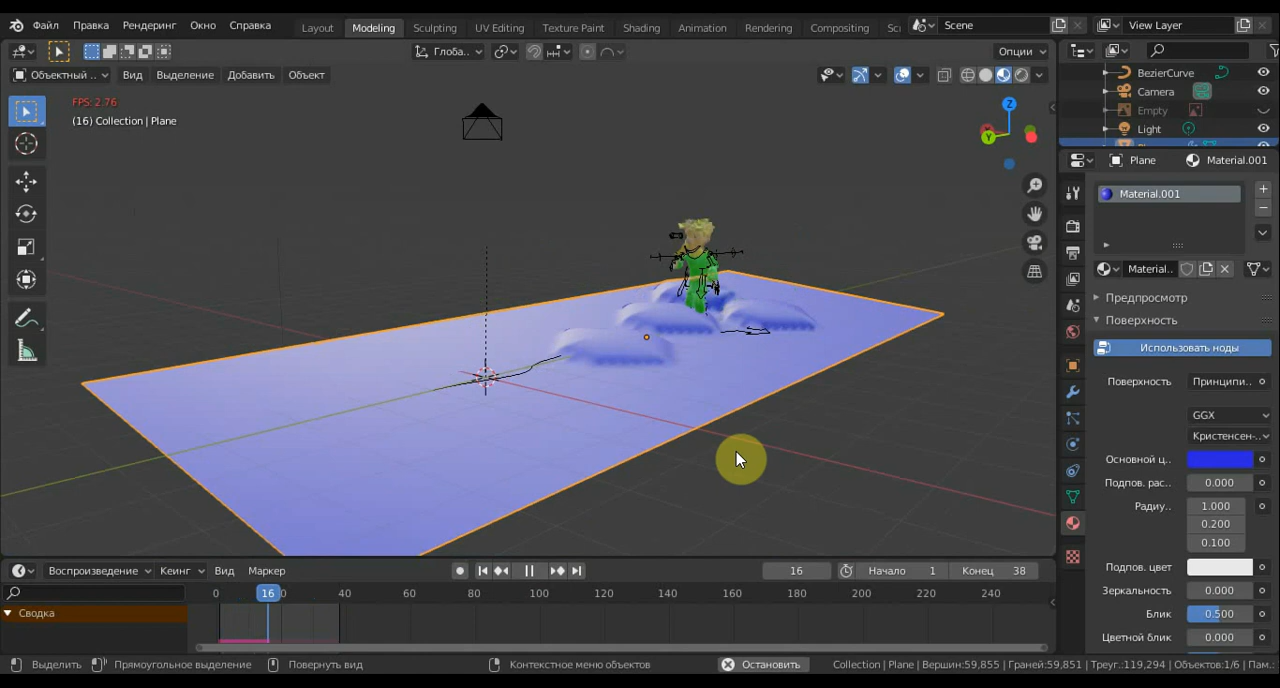 Файл Правка Рендеринг Окно Справка Layout Modeling Sculpting UV Editing Texture Paint Shading Animation Rendering Compositing Sc Scene View Layer
Глоба.. Опции
Объектный .. Вид Выделение Добавить Объект
FPS: 2.76
(16) Collection | Plane
Z
Y
BezierCurve
Camera
Empty
Light
Plane Material.001
Material.001
Material..
Предпросмотр
Поверхность
Использовать ноды
Поверхность Принципи..
GGX
Кристенсен-..
Основной ц..
Подпов. рас.. 0.000
Радиу.. 1.000
0.200
0.100
Подпов. цвет
Зеркальность 0.000
Блик 0.500
Цветной блик 0.000
Воспроизведение Кеинг Вид Маркер 16 Начало 1 Конец 38
0 16 40 60 80 100 120 140 160 180 200 220 240
Сводка
Выделить Прямоугольное выделение Повернуть вид Контекстное меню объектов Остановить Collection | Plane | Вершин:59,855 | Граней:59,851 | Треуг.:119,294 | Объектов:1/6 | Пам.: